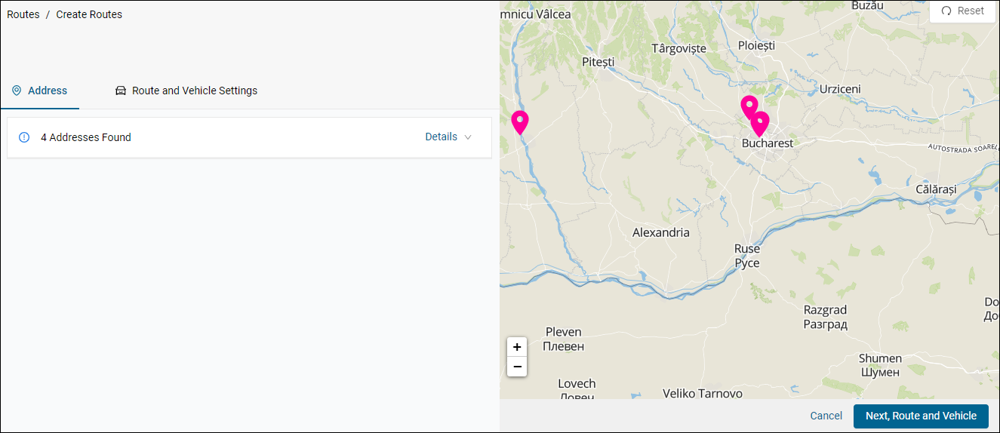 Routes / Create Routes
Address
Route and Vehicle Settings
4 Addresses Found
Details
mnicu Vâlcea
Buzău
Reset
Târgoviște
Ploiești
Pitești
Urziceni
Bucharest
AUTOSTRADA SOAREL
Călărași
Alexandria
Ruse
Русе
Razgrad
Разград
Do
До
Pleven
Плевен
Shumen
Шумен
Lovech
Ловеч
Veliko Tarnovo
+
−
Cancel
Next, Route and Vehicle